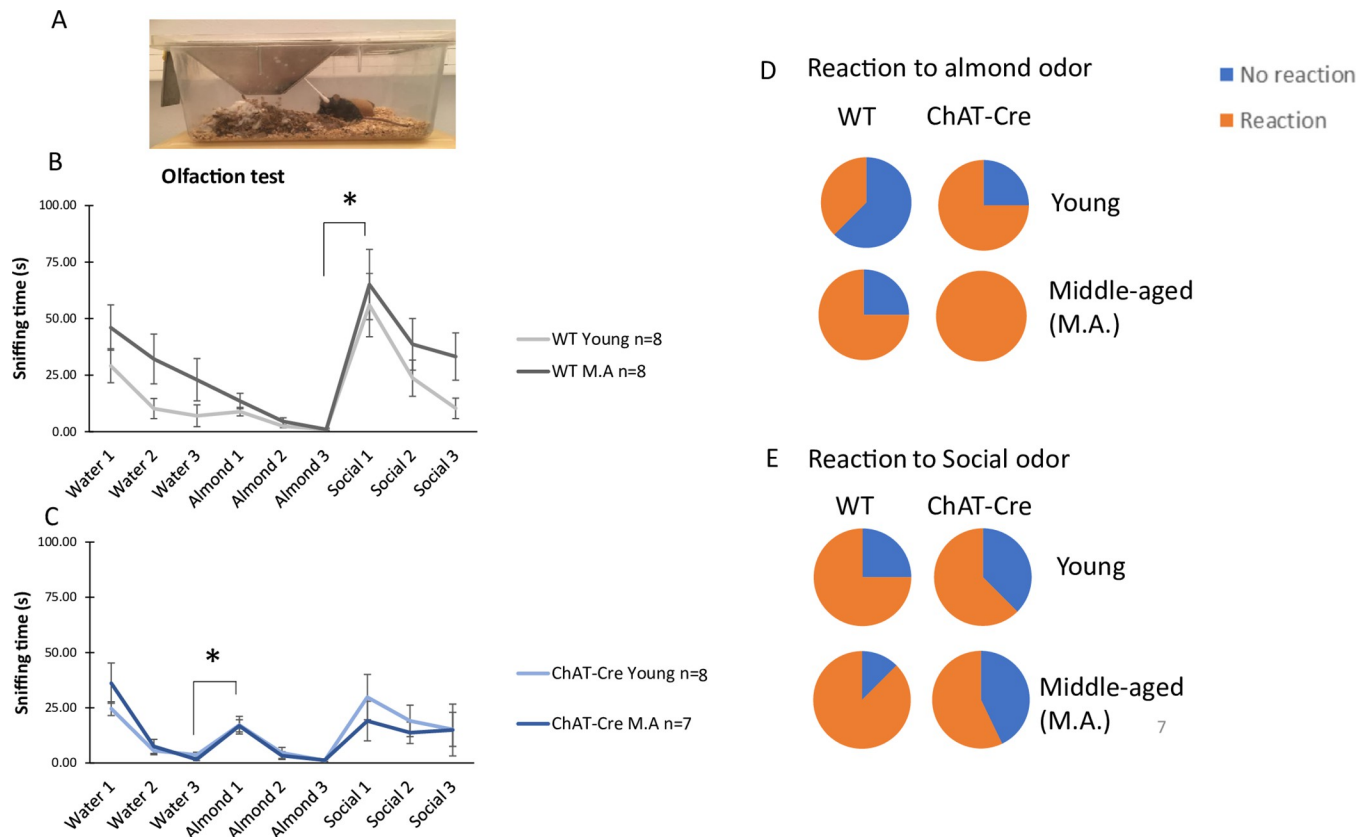 A
B
Olfaction test
Sniffing time (s)
100.00
75.00
50.00
25.00
0.00
*
Water 1
Water 2
Water 3
Almond 1
Almond 2
Almond 3
Social 1
Social 2
Social 3
WT Young n=8
WT M.A n=8
C
Sniffing time (s)
100.00
75.00
50.00
25.00
0.00
*
Water 1
Water 2
Water 3
Almond 1
Almond 2
Almond 3
Social 1
Social 2
Social 3
ChAT-Cre Young n=8
ChAT-Cre M.A n=7
D Reaction to almond odor
No reaction
Reaction
WT ChAT-Cre
Young
Middle-aged
(M.A.)
E Reaction to Social odor
WT ChAT-Cre
Young
Middle-aged
(M.A.)
7